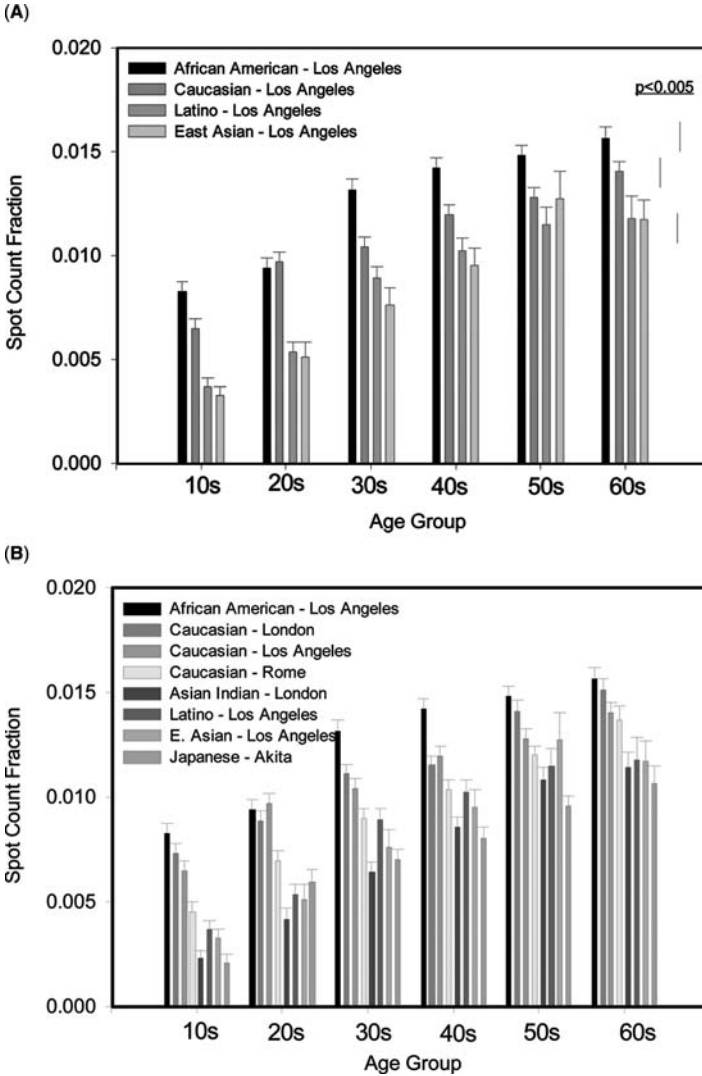 (A)
0.020
African American - Los Angeles
Caucasian - Los Angeles
Latino - Los Angeles
East Asian - Los Angeles
p<0.005
0.015
0.010
0.005
0.000
Spot Count Fraction
10s 20s 30s 40s 50s 60s
Age Group
(B)
0.020
African American - Los Angeles
Caucasian - London
Caucasian - Los Angeles
Caucasian - Rome
Asian Indian - London
Latino - Los Angeles
E. Asian - Los Angeles
Japanese - Akita
0.015
0.010
0.005
0.000
Spot Count Fraction
10s 20s 30s 40s 50s 60s
Age Group